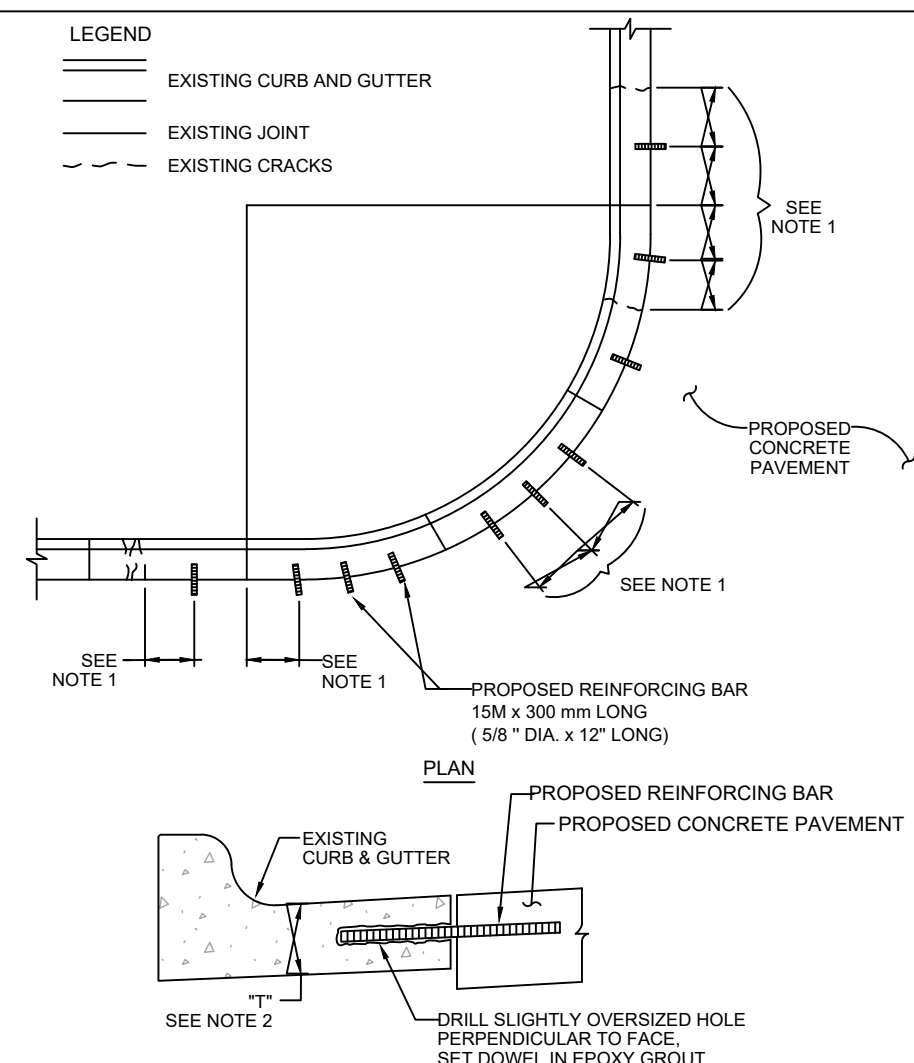 LEGEND
EXISTING CURB AND GUTTER
EXISTING JOINT
EXISTING CRACKS
SEE
NOTE 1
PROPOSED
CONCRETE
PAVEMENT
SEE NOTE 1
SEE
NOTE 1
SEE
NOTE 1
PROPOSED REINFORCING BAR
15M x 300 mm LONG
( 5/8 " DIA. x 12" LONG)
PLAN
PROPOSED REINFORCING BAR
PROPOSED CONCRETE PAVEMENT
EXISTING
CURB & GUTTER
"T"
SEE NOTE 2
DRILL SLIGHTLY OVERSIZED HOLE
PERPENDICULAR TO FACE,
SET DOWEL IN EPOXY GROUT